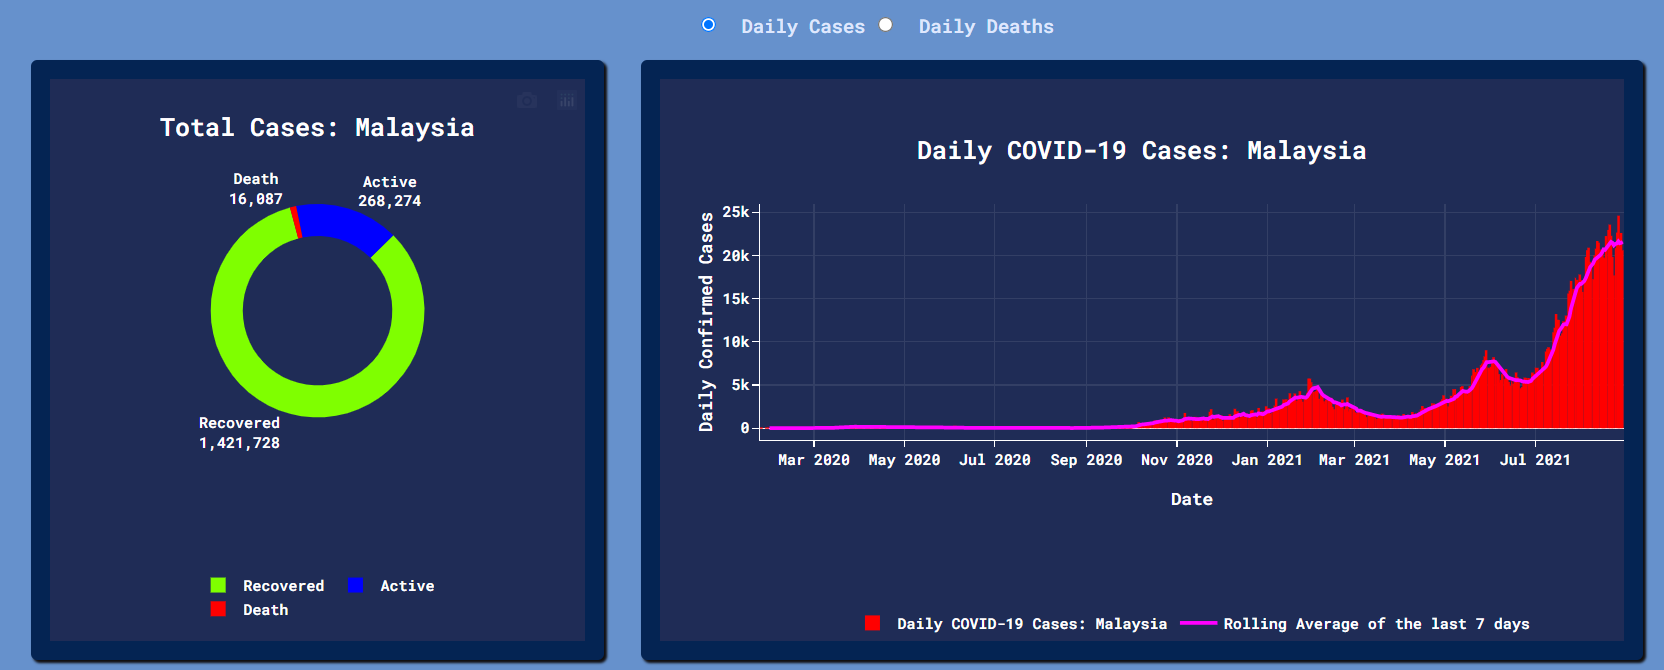 Daily Cases Daily Deaths
Total Cases: Malaysia
Death
16,087
Active
268,274
Recovered
1,421,728
Recovered Active
Death
Daily COVID-19 Cases: Malaysia
Daily Confirmed Cases
25k
20k
15k
10k
5k
0
Mar 2020 May 2020 Jul 2020 Sep 2020 Nov 2020 Jan 2021 Mar 2021 May 2021 Jul 2021
Date
Daily COVID-19 Cases: Malaysia Rolling Average of the last 7 days